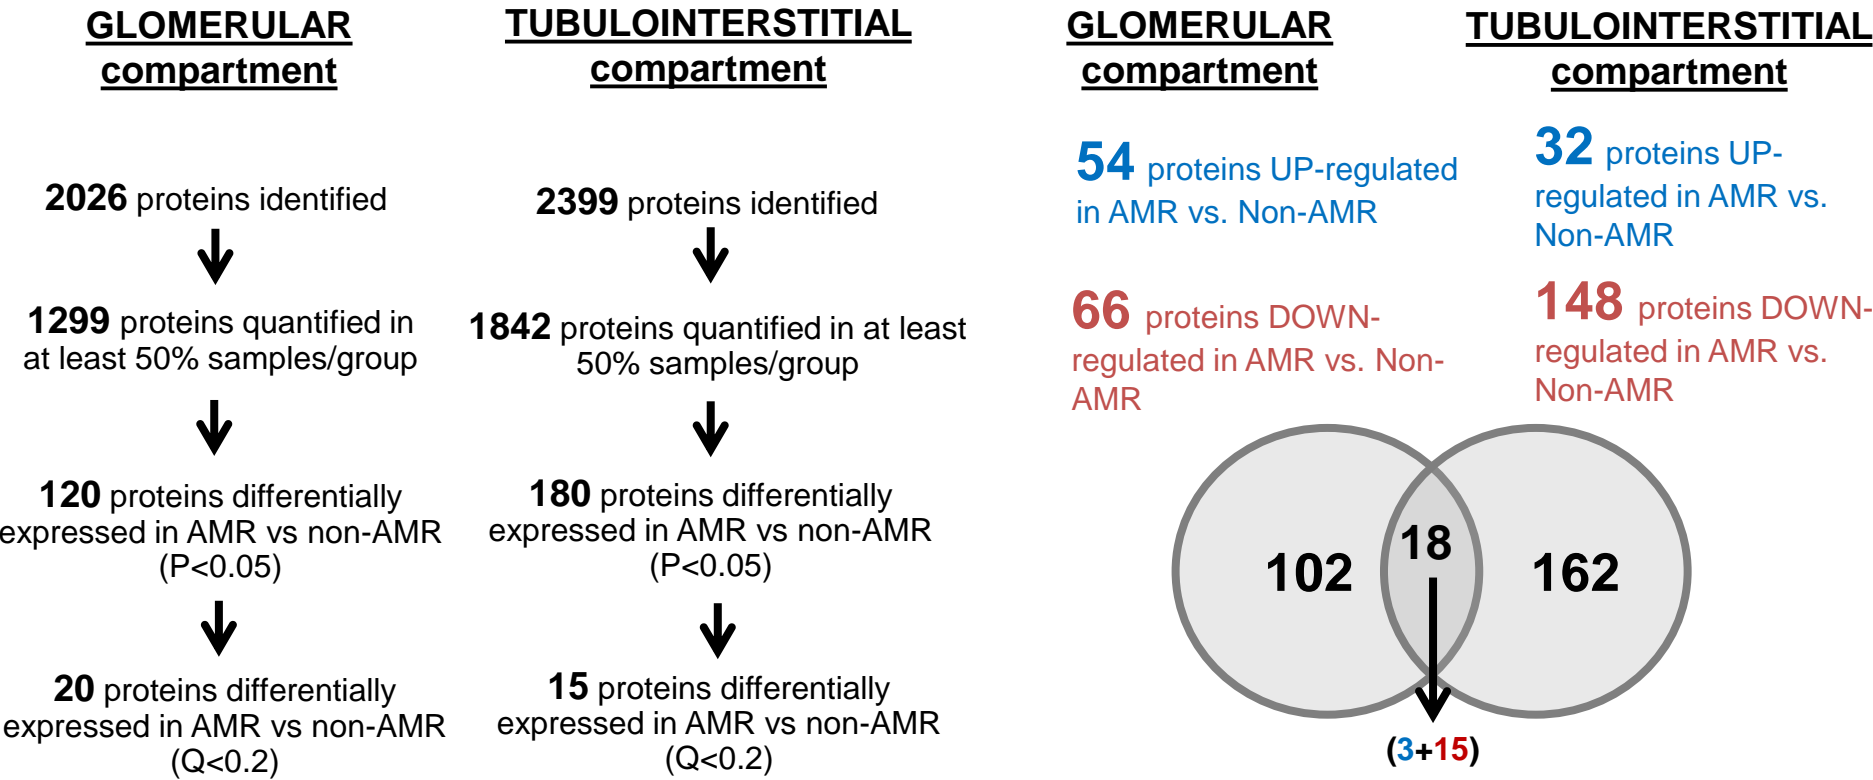 GLOMERULAR
compartment
2026 proteins identified
1299 proteins quantified in
at least 50% samples/group
120 proteins differentially
expressed in AMR vs non-AMR
(P<0.05)
20 proteins differentially
expressed in AMR vs non-AMR
(Q<0.2)
TUBULOINTERSTITIAL
compartment
2399 proteins identified
1842 proteins quantified in at least
50% samples/group
180 proteins differentially
expressed in AMR vs non-AMR
(P<0.05)
15 proteins differentially
expressed in AMR vs non-AMR
(Q<0.2)
GLOMERULAR
compartment
54 proteins UP-regulated
in AMR vs. Non-AMR
66 proteins DOWN-
regulated in AMR vs. Non-
AMR
TUBULOINTERSTITIAL
compartment
32 proteins UP-
regulated in AMR vs.
Non-AMR
148 proteins DOWN-
regulated in AMR vs.
Non-AMR
102
18
162
(3+15)